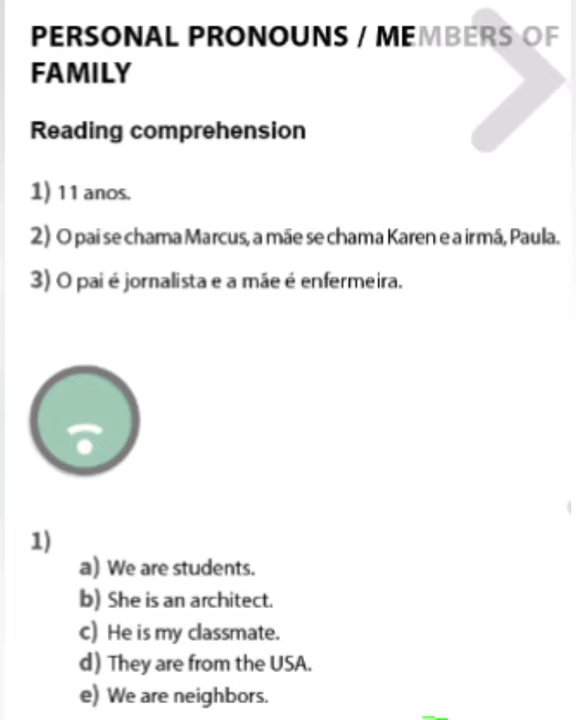 PERSONAL PRONOUNS / MEMBERS OF
FAMILY
Reading comprehension
1) 11 anos.
2) O pai se chama Marcus, a mãe se chama Karen e a irmã, Paula.
3) O pai é jornalista e a mãe é enfermeira.
1)
a) We are students.
b) She is an architect.
c) He is my classmate.
d) They are from the USA.
e) We are neighbors.